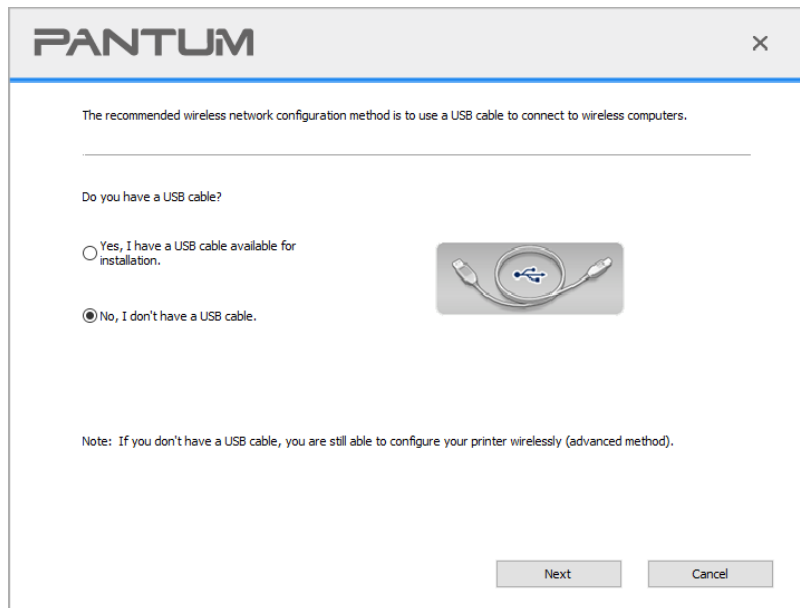 PANTUM
The recommended wireless network configuration method is to use a USB cable to connect to wireless computers.
Do you have a USB cable?
Yes, I have a USB cable available for
installation.
No, I don't have a USB cable.
Note: If you don't have a USB cable, you are still able to configure your printer wirelessly (advanced method).
Next
Cancel